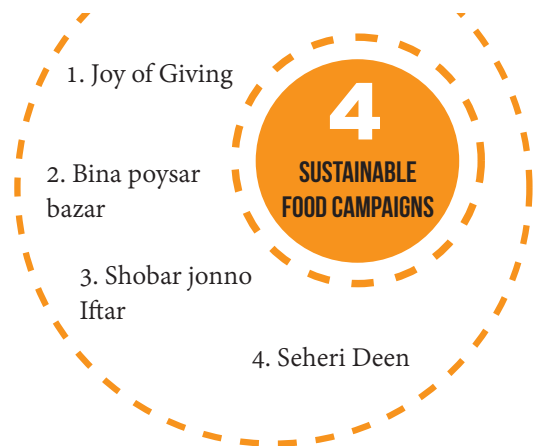 1. Joy of Giving
4
SUSTAINABLE
FOOD CAMPAIGNS
2. Bina poysar
bazar
3. Shobar jonno
Iftar
4. Seheri Deen